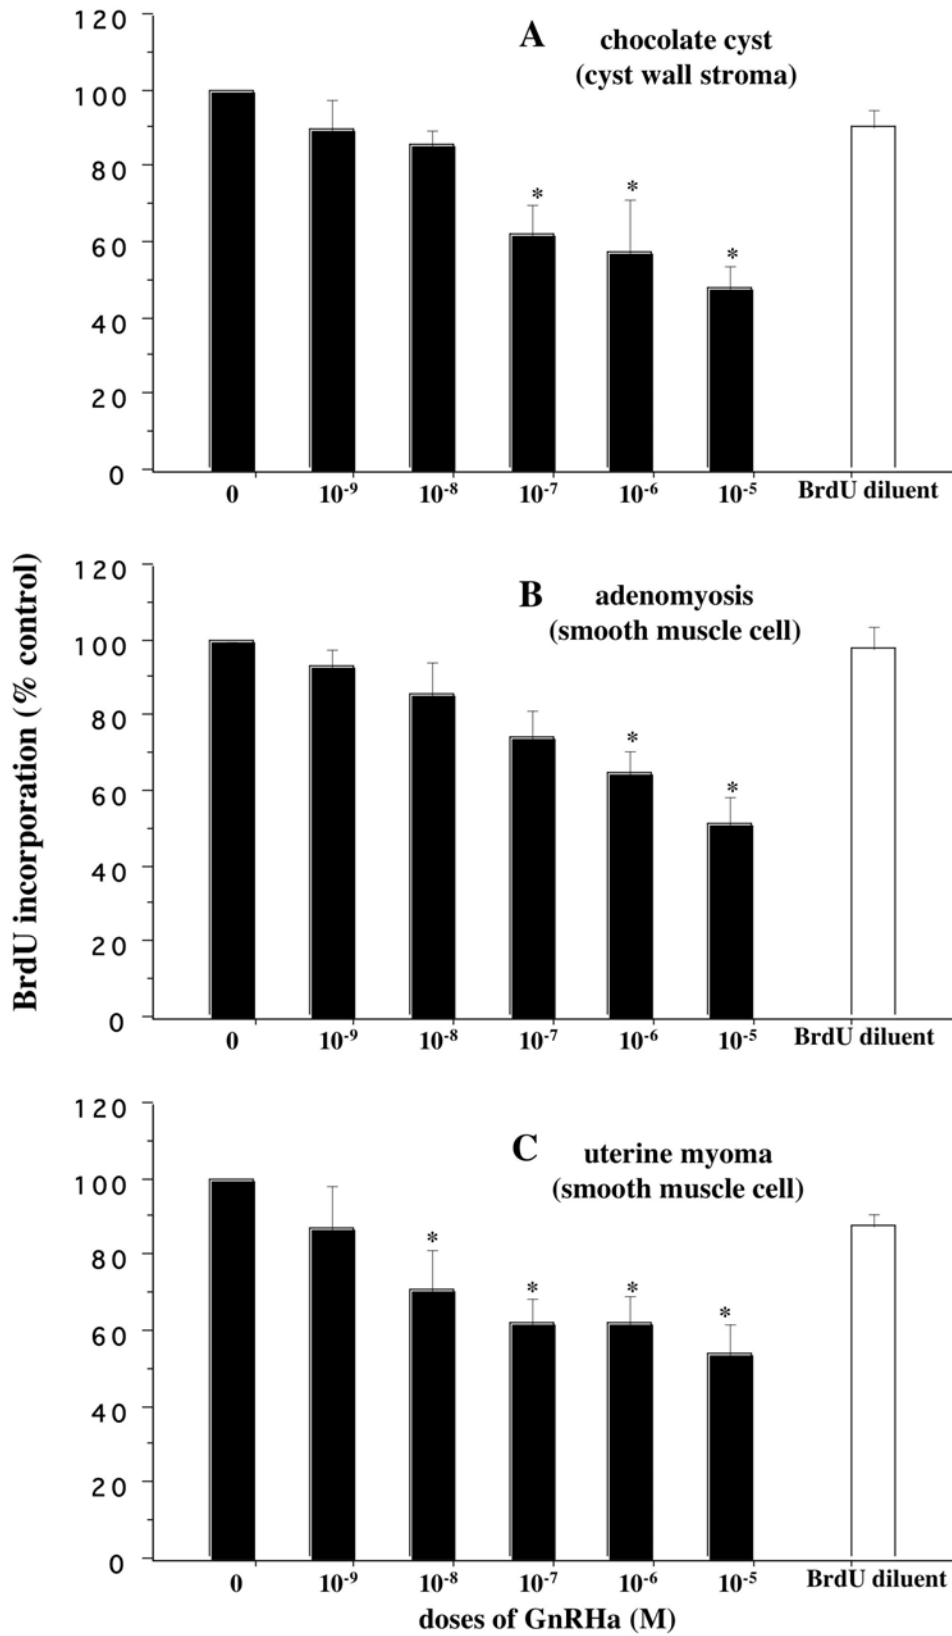 BrdU incorporation (% control)
A
chocolate cyst
(cyst wall stroma)
120
100
80
60
40
20
0
*
*
*
0 10⁻⁹ 10⁻⁸ 10⁻⁷ 10⁻⁶ 10⁻⁵ BrdU diluent
B
adenomyosis
(smooth muscle cell)
120
100
80
60
40
20
0
*
*
0 10⁻⁹ 10⁻⁸ 10⁻⁷ 10⁻⁶ 10⁻⁵ BrdU diluent
C
uterine myoma
(smooth muscle cell)
120
100
80
60
40
20
0
*
*
*
*
0 10⁻⁹ 10⁻⁸ 10⁻⁷ 10⁻⁶ 10⁻⁵ BrdU diluent
doses of GnRHa (M)